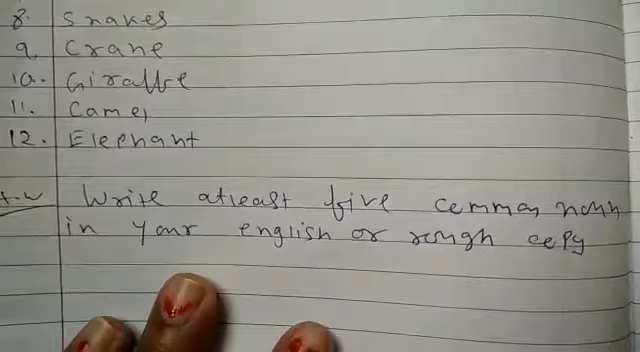 8. Snakes
9. Crane
10. Giraffe
11. Camel
12. Elephant
H.W Write atleast five common noun
in your english or rough copy